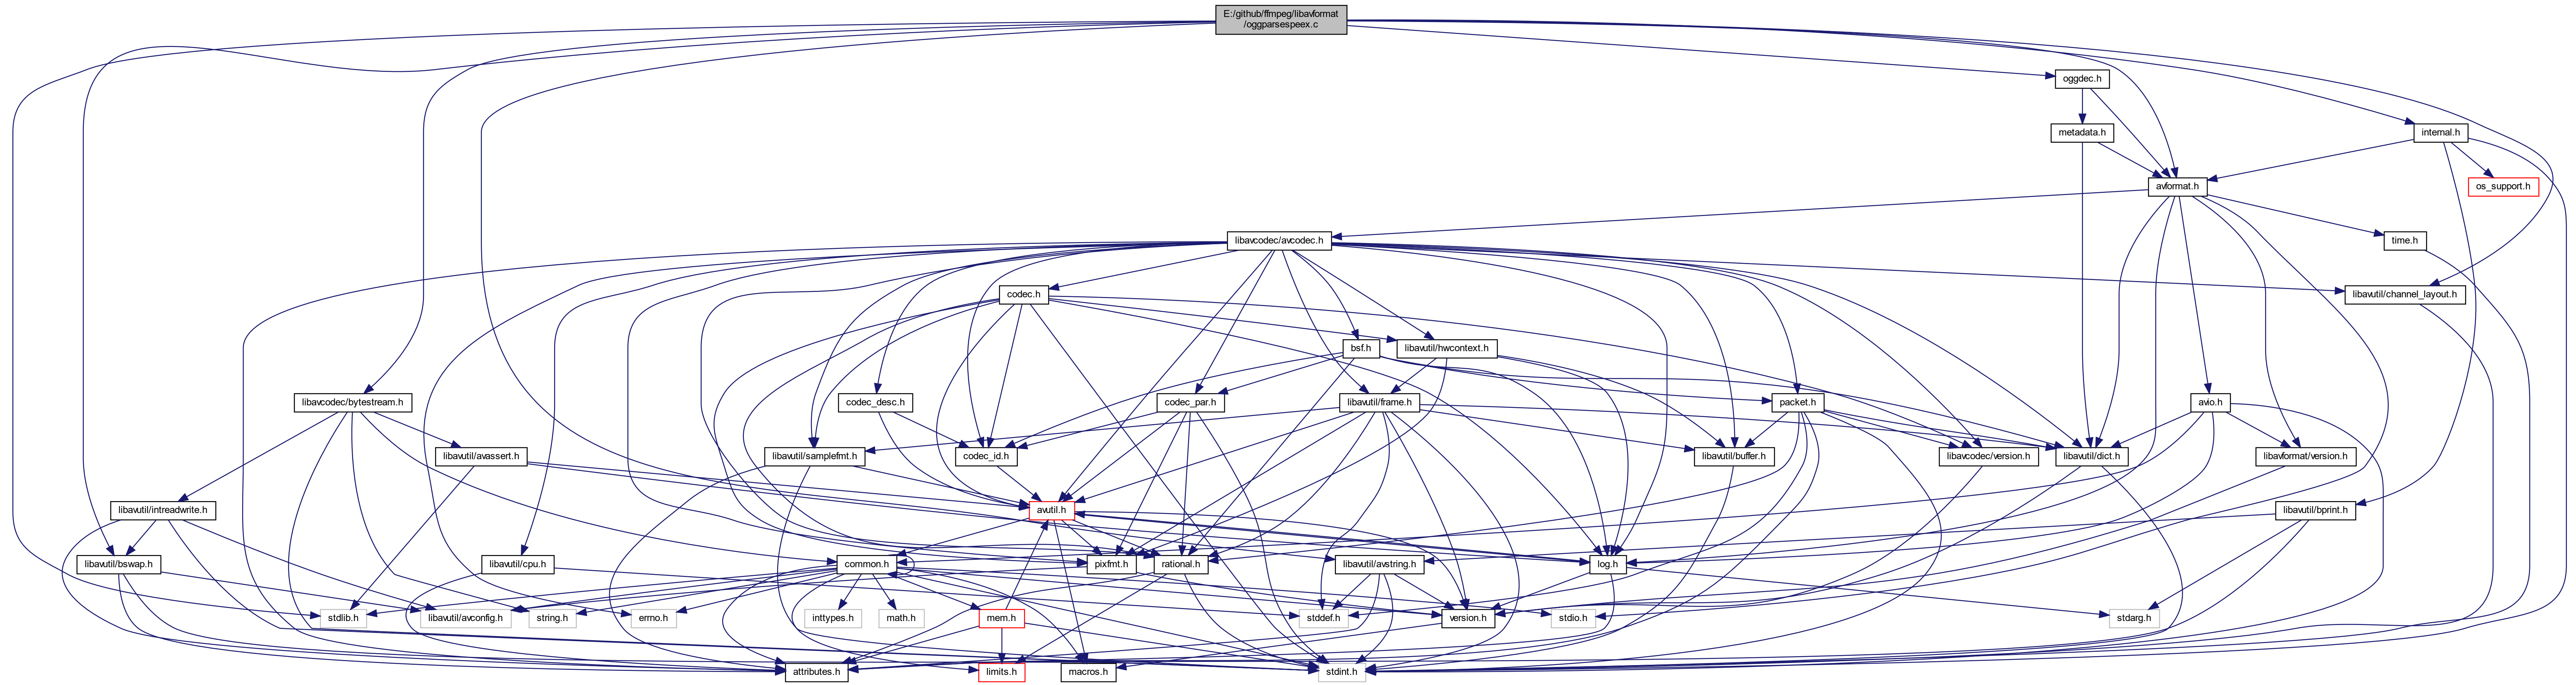 E:/github/ffmpeg/libavformat
/oggparsespeex.c
oggdec.h
metadata.h
internal.h
avformat.h
os_support.h
libavcodec/avcodec.h
time.h
codec.h
libavutil/channel_layout.h
bsf.h
libavutil/hwcontext.h
libavcodec/bytestream.h
codec_desc.h
codec_par.h
libavutil/frame.h
packet.h
avio.h
libavutil/avassert.h
libavutil/samplefmt.h
codec_id.h
libavutil/buffer.h
libavcodec/version.h
libavutil/dict.h
libavformat/version.h
libavutil/intreadwrite.h
avutil.h
libavutil/bprint.h
libavutil/bswap.h
libavutil/cpu.h
common.h
pixfmt.h
rational.h
libavutil/avstring.h
log.h
stdlib.h
libavutil/avconfig.h
string.h
errno.h
inttypes.h
math.h
mem.h
stddef.h
version.h
stdio.h
stdarg.h
attributes.h
limits.h
macros.h
stdint.h